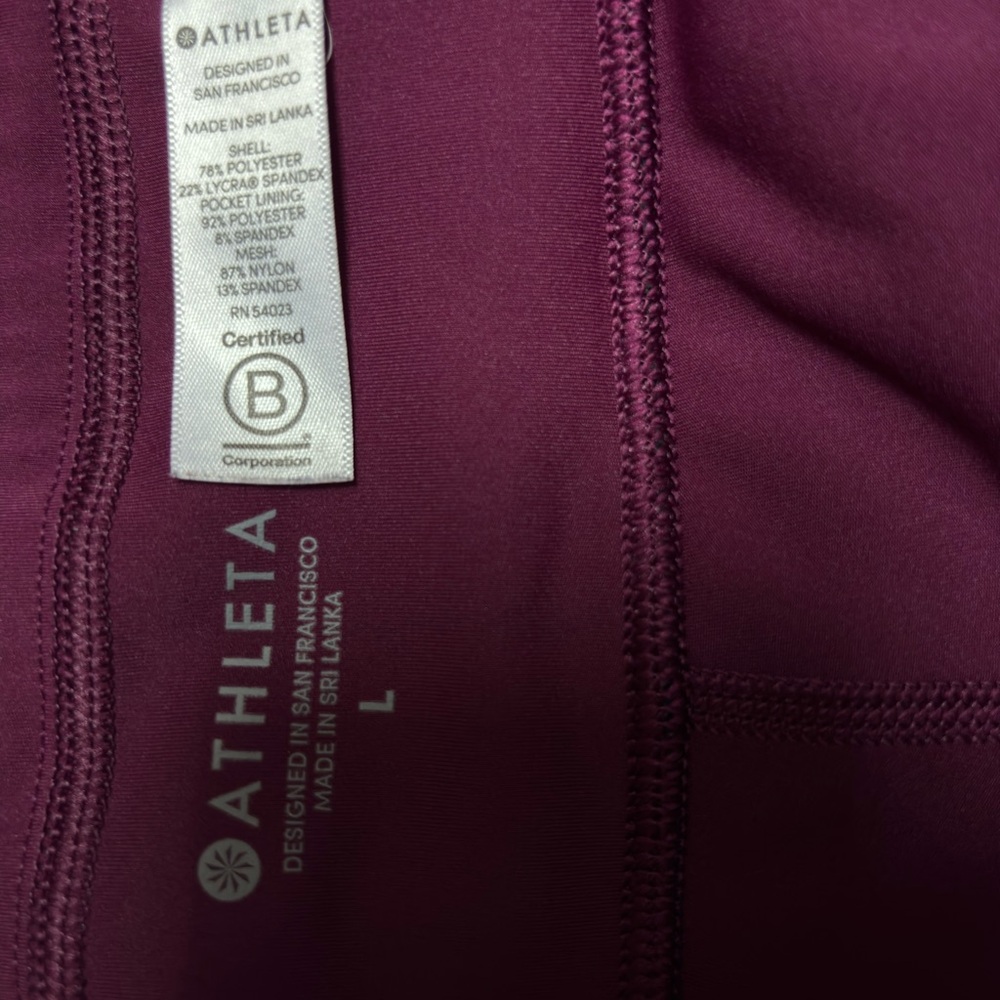 ATHLETA
DESIGNED IN
SAN FRANCISCO
MADE IN SRI LANKA
SHELL:
78% POLYESTER
22% LYCRA® SPANDEX
POCKET LINING:
92% POLYESTER
8% SPANDEX
MESH:
87% NYLON
13% SPANDEX
RN 54023
Certified
B
®
Corporation
ATHLETA
DESIGNED IN SAN FRANCISCO
MADE IN SRI LANKA
L